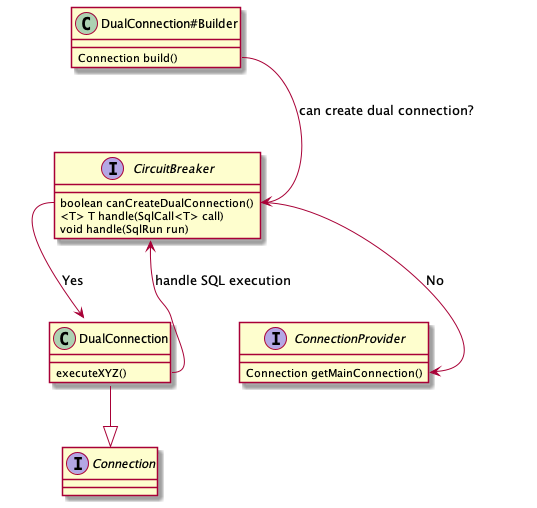 C DualConnection#Builder
Connection build()
can create dual connection?
I CircuitBreaker
boolean canCreateDualConnection()
<T> T handle(SqlCall<T> call)
void handle(SqlRun run)
Yes
handle SQL execution
No
C DualConnection
executeXYZ()
I ConnectionProvider
Connection getMainConnection()
I Connection